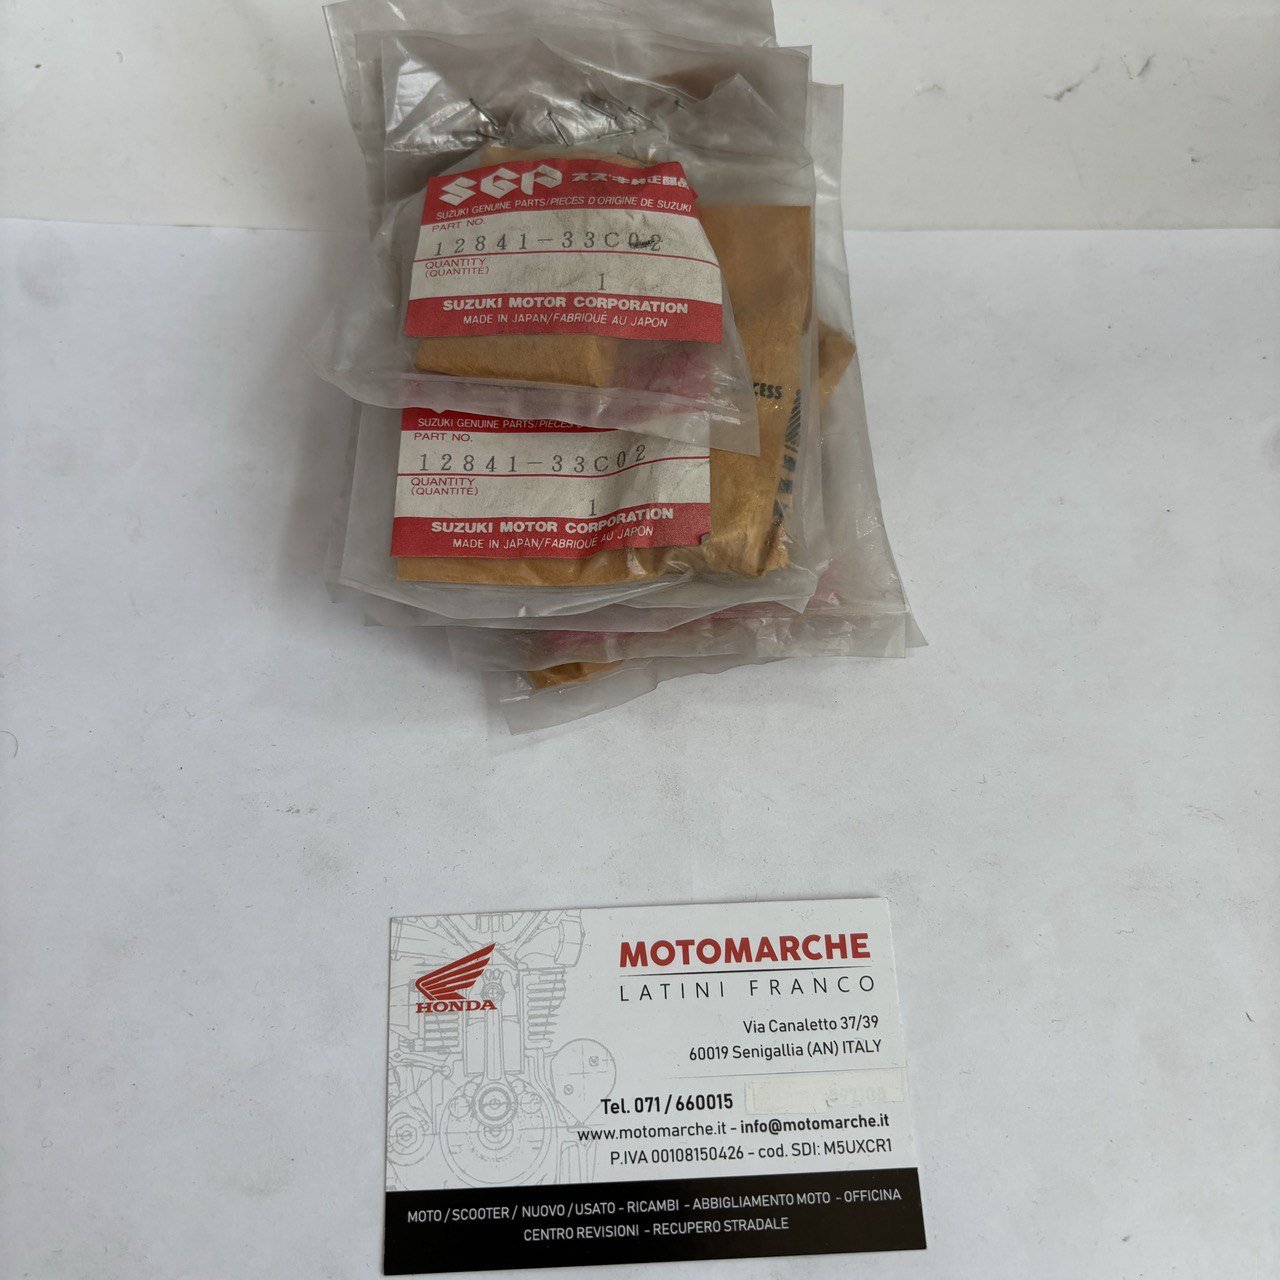 SGP スズキ純正部品
SUZUKI GENUINE PARTS/PIECES D'ORIGINE DE SUZUKI
PART NO.
12841-33C02
QUANTITY
(QUANTITÉ)
1
SUZUKI MOTOR CORPORATION
MADE IN JAPAN/FABRIQUÉ AU JAPON
CESS
SUZUKI GENUINE PARTS/PIECES
PART NO.
12841-33C02
QUANTITY
(QUANTITÉ)
1
SUZUKI MOTOR CORPORATION
MADE IN JAPAN/FABRIQUÉ AU JAPON
HONDA
MOTOMARCHE
LATINI FRANCO
Via Canaletto 37/39
60019 Senigallia (AN) ITALY
Tel. 071/660015
www.motomarche.it - info@motomarche.it
P.IVA 00108150426 - cod. SDI: M5UXCR1
MOTO / SCOOTER / NUOVO / USATO - RICAMBI - ABBIGLIAMENTO MOTO - OFFICINA
CENTRO REVISIONI - RECUPERO STRADALE